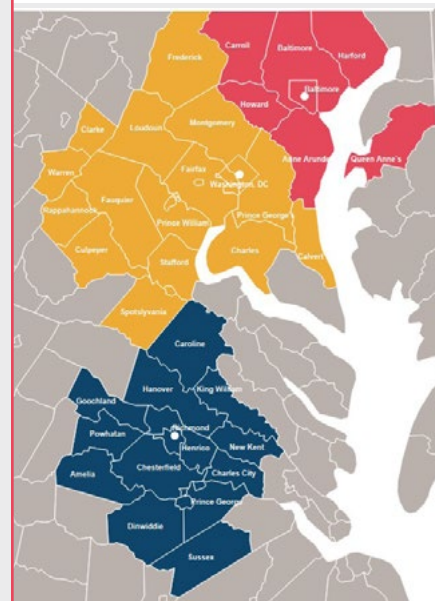 Carroll
Baltimore
Harford
Frederick
Baltimore
Howard
Clarke
Loudoun
Montgomery
Anne Arundel
Queen Anne's
Warren
Fairfax
Washington, DC
Rappahannock
Fauquier
Prince William
Prince George
Culpeper
Stafford
Charles
Calvert
Spotslyvania
Caroline
Hanover
King William
Goochland
Powhatan
Richmond
Henrico
New Kent
Amelia
Chesterfield
Charles City
Prince George
Dinwiddie
Sussex